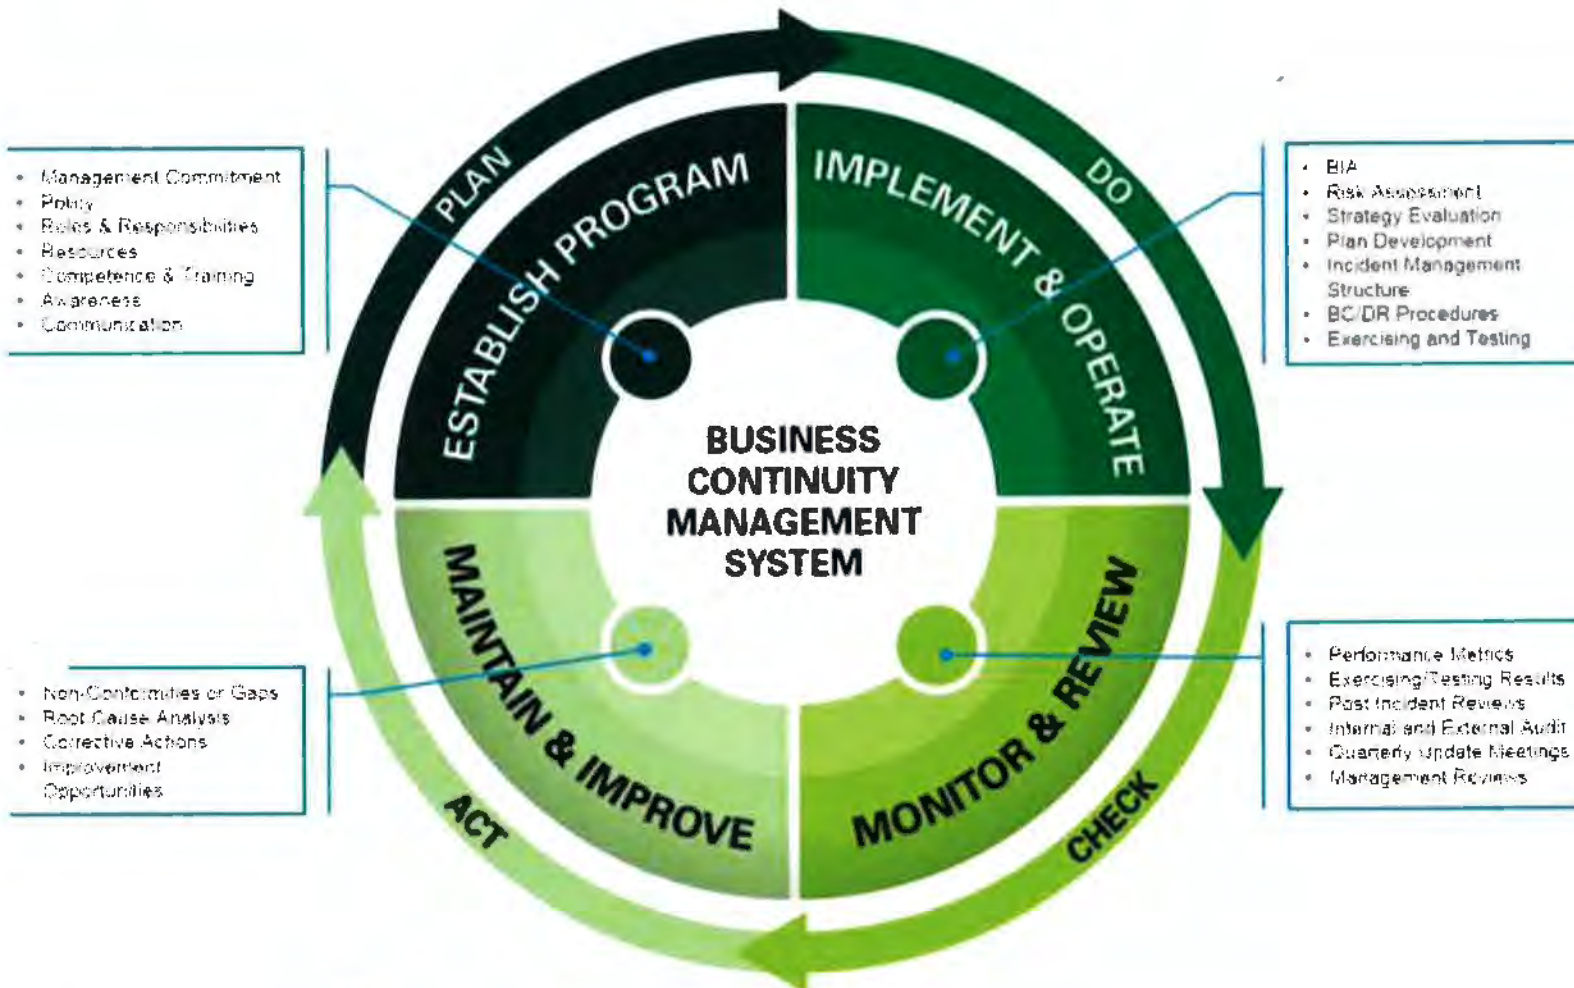 PLAN
ESTABLISH PROGRAM
• Management Commitment
• Policy
• Roles & Responsibilities
• Resources
• Competence & Training
• Awareness
• Communication
DO
IMPLEMENT & OPERATE
• BIA
• Risk Assessment
• Strategy Evaluation
• Plan Development
• Incident Management
Structure
• BC/DR Procedures
• Exercising and Testing
BUSINESS
CONTINUITY
MANAGEMENT
SYSTEM
CHECK
MONITOR & REVIEW
• Performance Metrics
• Exercising/Testing Results
• Post Incident Reviews
• Internal and External Audit
• Quarterly Update Meetings
• Management Reviews
ACT
MAINTAIN & IMPROVE
• Non-Conformities or Gaps
• Root Cause Analysis
• Corrective Actions
• Improvement
Opportunities